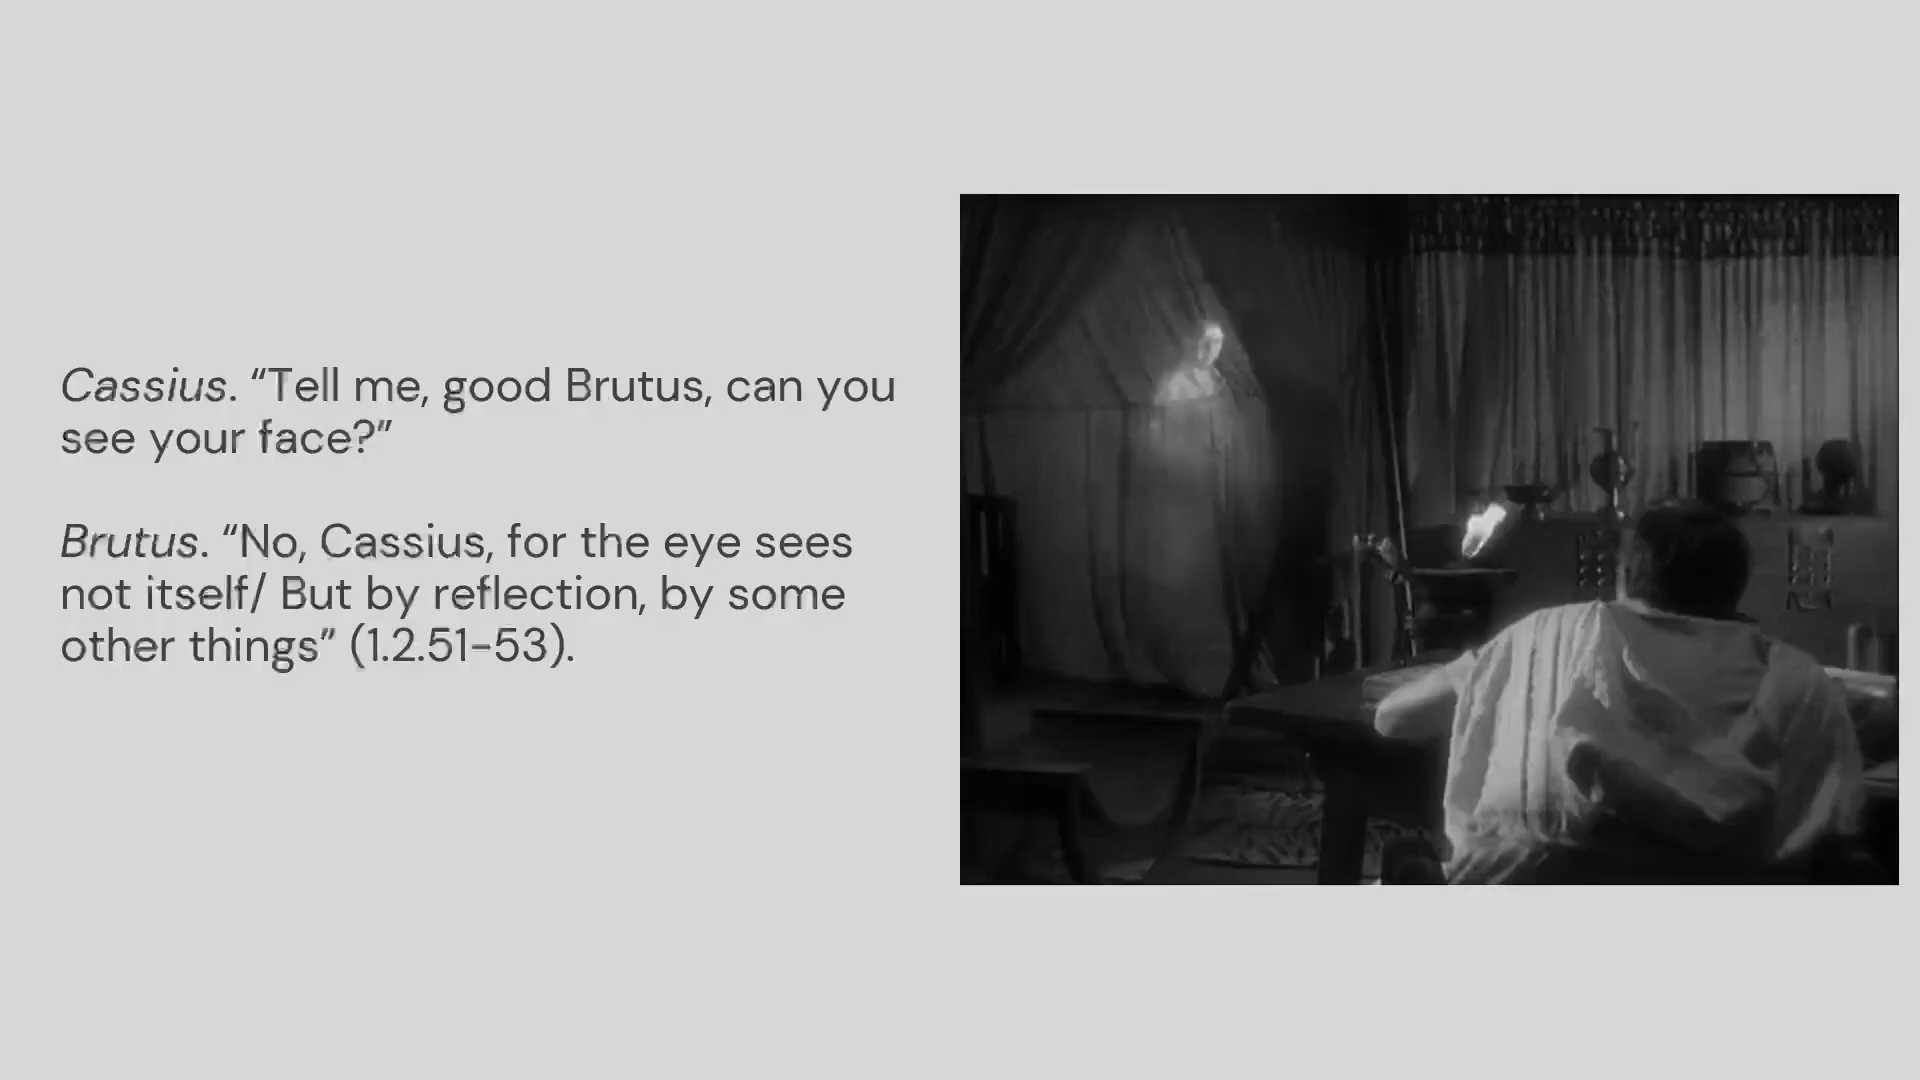 Cassius. “Tell me, good Brutus, can you
see your face?”
Brutus. “No, Cassius, for the eye sees
not itself/ But by reflection, by some
other things” (1.2.51–53).